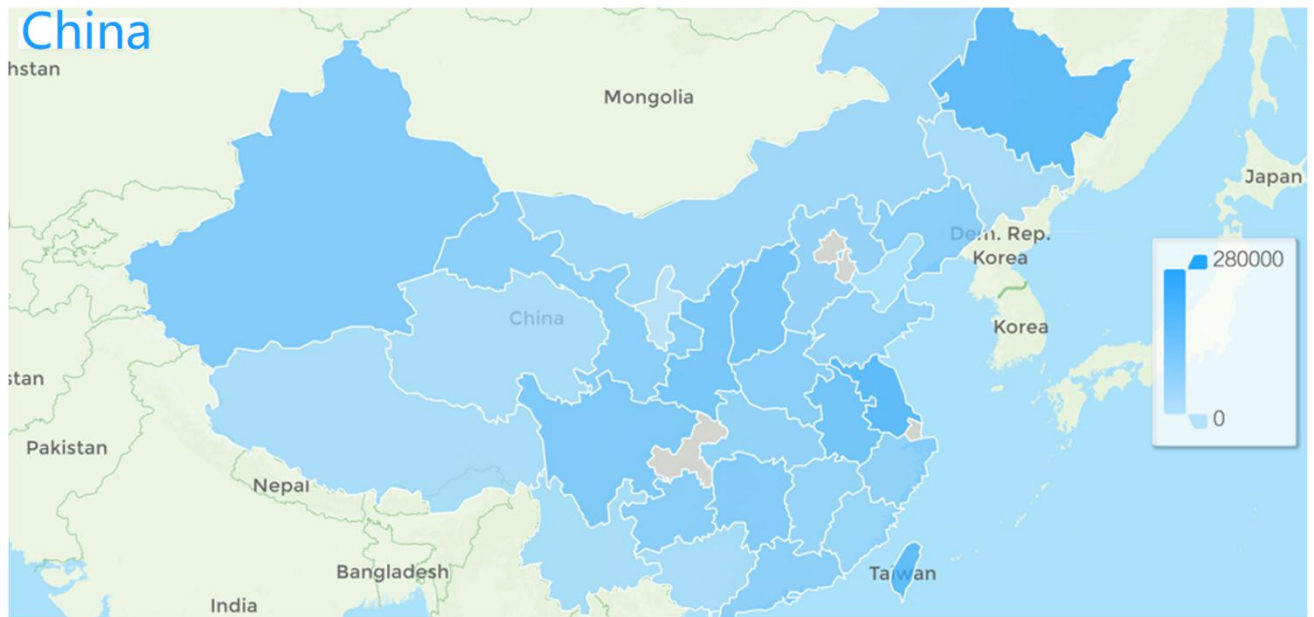 China
hstan
Mongolia
Japan
Dem. Rep.
Korea
280000
China
Korea
stan
0
Pakistan
Nepal
Bangladesh
Taiwan
India